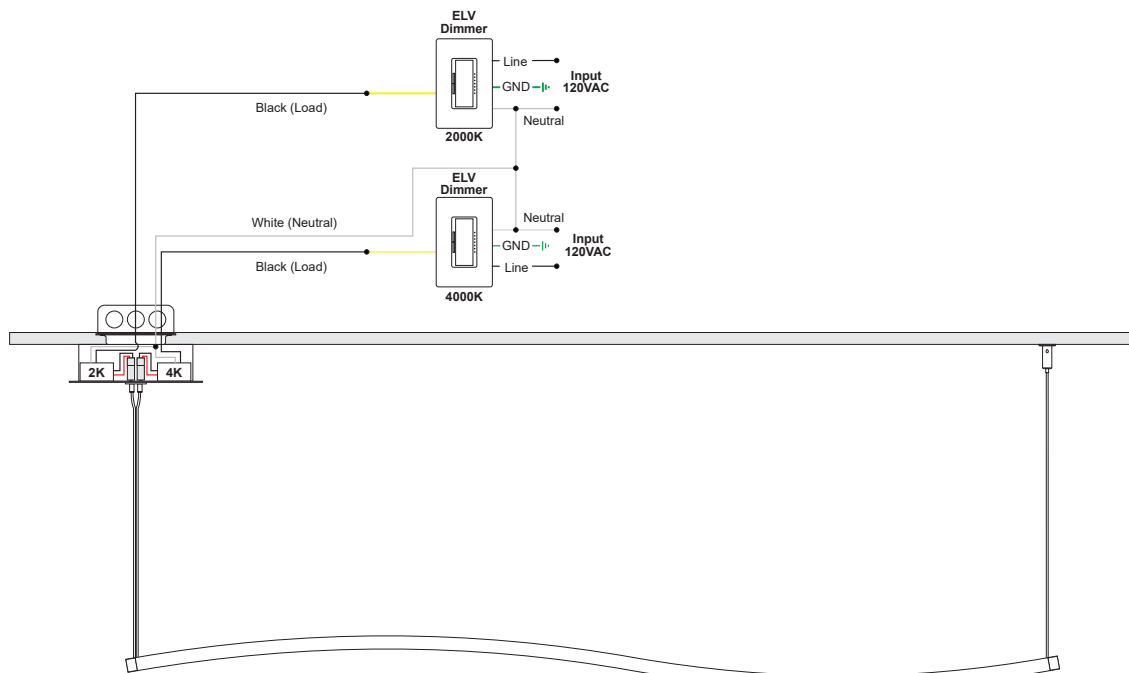 ELV
Dimmer
Line
GND
Input
120VAC
Black (Load)
Neutral
2000K
ELV
Dimmer
White (Neutral)
Neutral
GND
Input
120VAC
Black (Load)
Line
4000K
2K
4K